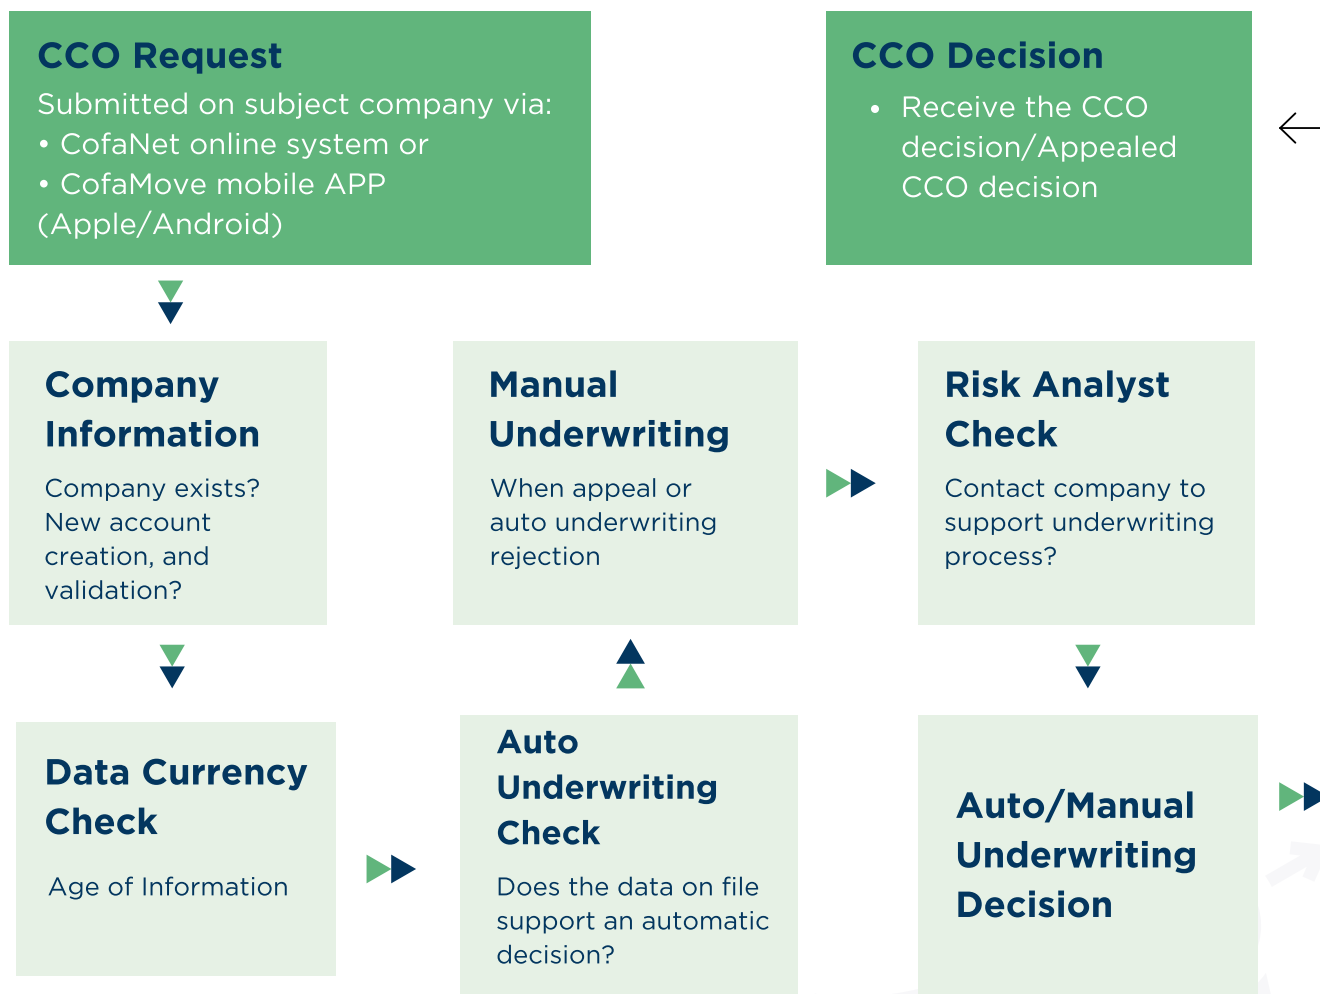 CCO Request
Submitted on subject company via:
• CofaNet online system or
• CofaMove mobile APP
(Apple/Android)
CCO Decision
• Receive the CCO
decision/Appealed
CCO decision
Company
Information
Company exists?
New account
creation, and
validation?
Manual
Underwriting
When appeal or
auto underwriting
rejection
Risk Analyst
Check
Contact company to
support underwriting
process?
Data Currency
Check
Age of Information
Auto
Underwriting
Check
Does the data on file
support an automatic
decision?
Auto/Manual
Underwriting
Decision